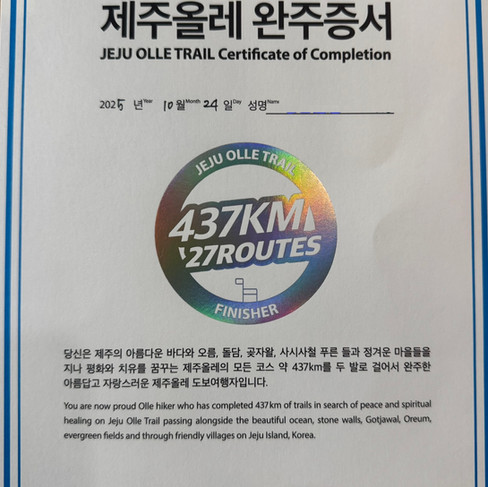 제주올레 완주증서
JEJU OLLE TRAIL Certificate of Completion
2025 년Year 10월Month 24일Day 성명Name
JEJU OLLE TRAIL
437KM
27ROUTES
FINISHER
당신은 제주의 아름다운 바다와 오름, 돌담, 곶자왈, 사시사철 푸른 들과 정겨운 마을들을
지나 평화와 치유를 꿈꾸는 제주올레의 모든 코스 약 437km를 두 발로 걸어서 완주한
아름답고 자랑스러운 제주올레 도보여행자입니다.
You are now proud Olle hiker who has completed 437km of trails in search of peace and spiritual
healing on Jeju Olle Trail passing alongside the beautiful ocean, stone walls, Gotjawal, Oreum,
evergreen fields and through friendly villages on Jeju Island, Korea.